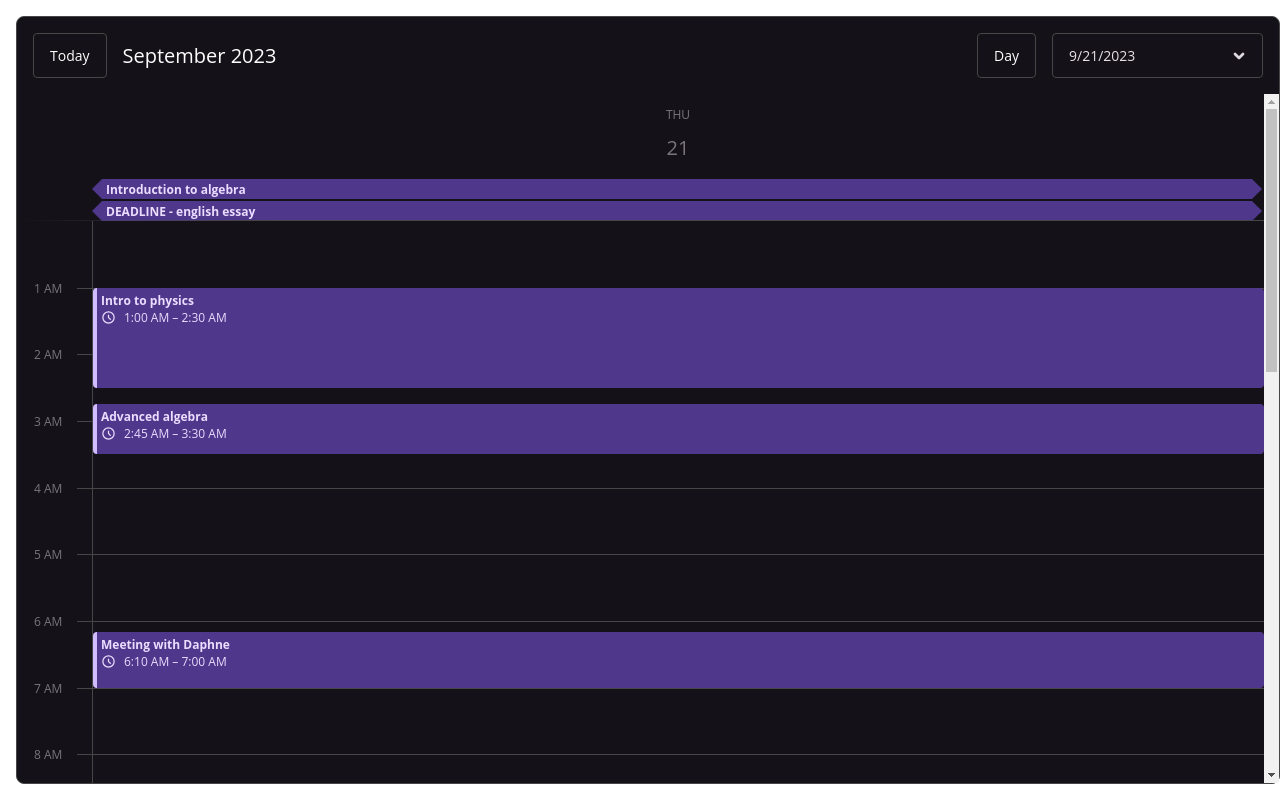 Today
September 2023
Day
9/21/2023
THU
21
Introduction to algebra
DEADLINE - english essay
1 AM
Intro to physics
1:00 AM – 2:30 AM
2 AM
Advanced algebra
3 AM
2:45 AM – 3:30 AM
4 AM
5 AM
6 AM
Meeting with Daphne
6:10 AM – 7:00 AM
7 AM
8 AM